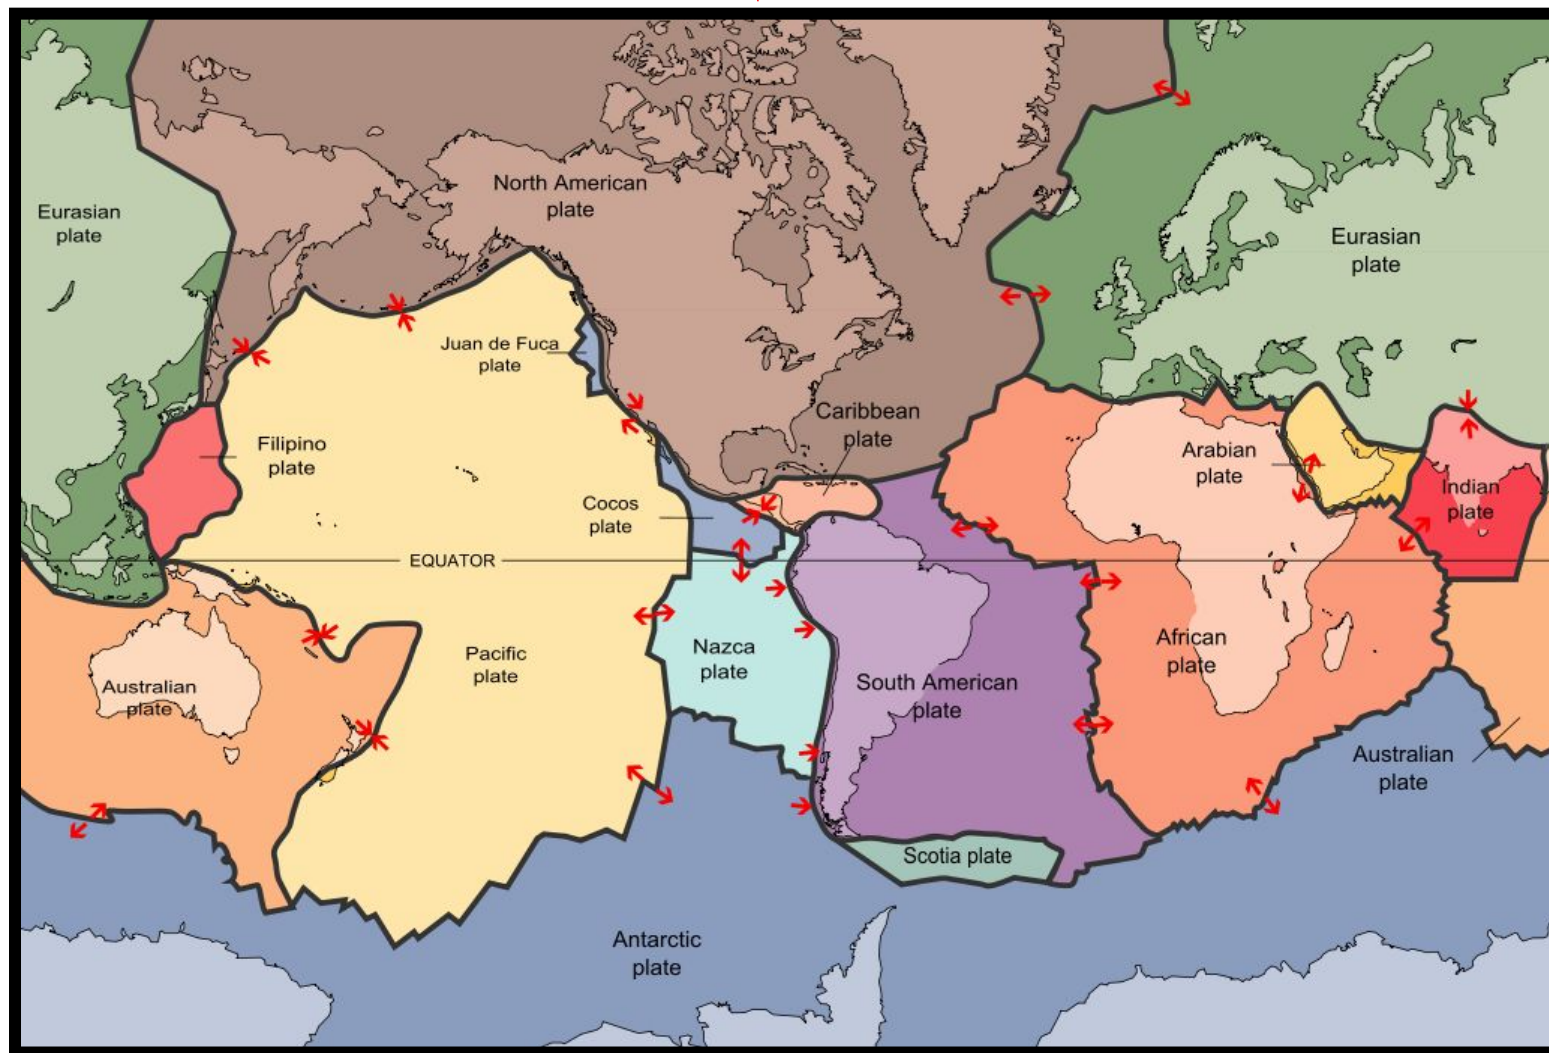 North American
plate
Eurasian
plate
Eurasian
plate
Juan de Fuca
plate
Caribbean
plate
Filipino
plate
Arabian
plate
Cocos
plate
Indian
plate
EQUATOR
Nazca
plate
African
plate
Pacific
plate
South American
plate
Australian
plate
Australian
plate
Scotia plate
Antarctic
plate